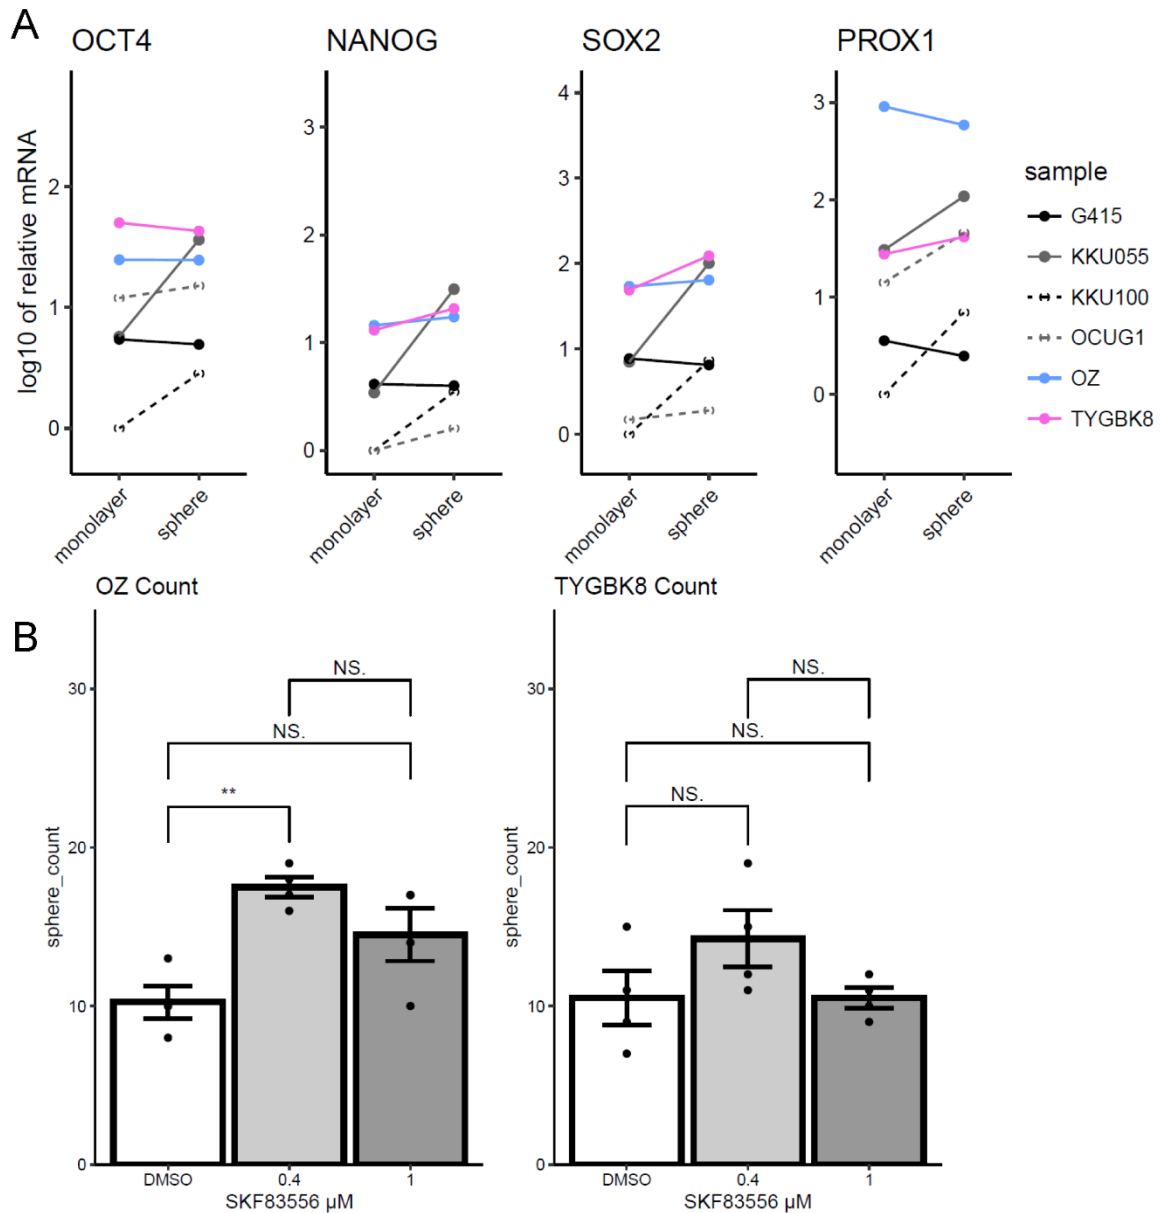 A
OCT4 NANOG SOX2 PROX1
log10 of relative mRNA
2
1
0
3
2
1
0
4
3
2
1
0
3
2
1
0
monolayer sphere monolayer sphere monolayer sphere monolayer sphere
sample
G415
KKU055
KKU100
OCUG1
OZ
TYGBK8
B
OZ Count
sphere_count
30
20
10
0
NS.
NS.
**
DMSO 0.4 1
SKF83556 µM
TYGBK8 Count
sphere_count
30
20
10
0
NS.
NS.
NS.
DMSO 0.4 1
SKF83556 µM